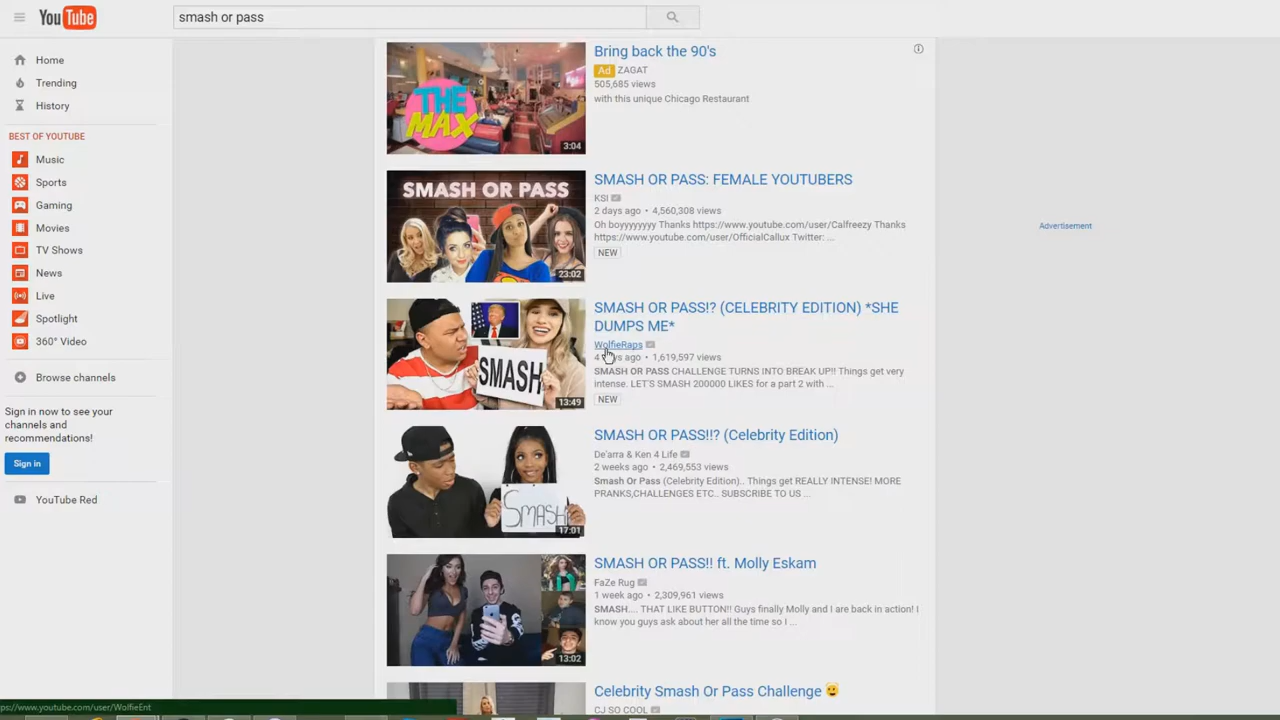 YouTube
smash or pass
Home
Trending
History
BEST OF YOUTUBE
Music
Sports
Gaming
Movies
TV Shows
News
Live
Spotlight
360° Video
Browse channels
Sign in now to see your
channels and
recommendations!
Sign in
YouTube Red
THE
MAX
3:04
Bring back the 90's
Ad ZAGAT
505,685 views
with this unique Chicago Restaurant
SMASH OR PASS
23:02
SMASH OR PASS: FEMALE YOUTUBERS
KSI
2 days ago • 4,560,308 views
Oh boyyyyyyy Thanks https://www.youtube.com/user/Calfreezy Thanks
https://www.youtube.com/user/OfficialCallux Twitter: ...
NEW
SMASH
13:49
SMASH OR PASS!? (CELEBRITY EDITION) *SHE
DUMPS ME*
WolfieRaps
4 days ago • 1,619,597 views
SMASH OR PASS CHALLENGE TURNS INTO BREAK UP!! Things get very
intense. LET'S SMASH 200000 LIKES for a part 2 with ...
NEW
SMASH
17:01
SMASH OR PASS!!? (Celebrity Edition)
De'arra & Ken 4 Life
2 weeks ago • 2,469,553 views
Smash Or Pass (Celebrity Edition).. Things get REALLY INTENSE! MORE
PRANKS,CHALLENGES ETC.. SUBSCRIBE TO US ...
13:02
SMASH OR PASS!! ft. Molly Eskam
FaZe Rug
1 week ago • 2,309,961 views
SMASH.... THAT LIKE BUTTON!! Guys finally Molly and I are back in action! I
know you guys ask about her all the time so I ...
Celebrity Smash Or Pass Challenge
CJ SO COOL
Advertisement
ps://www.youtube.com/user/WolfieEnt